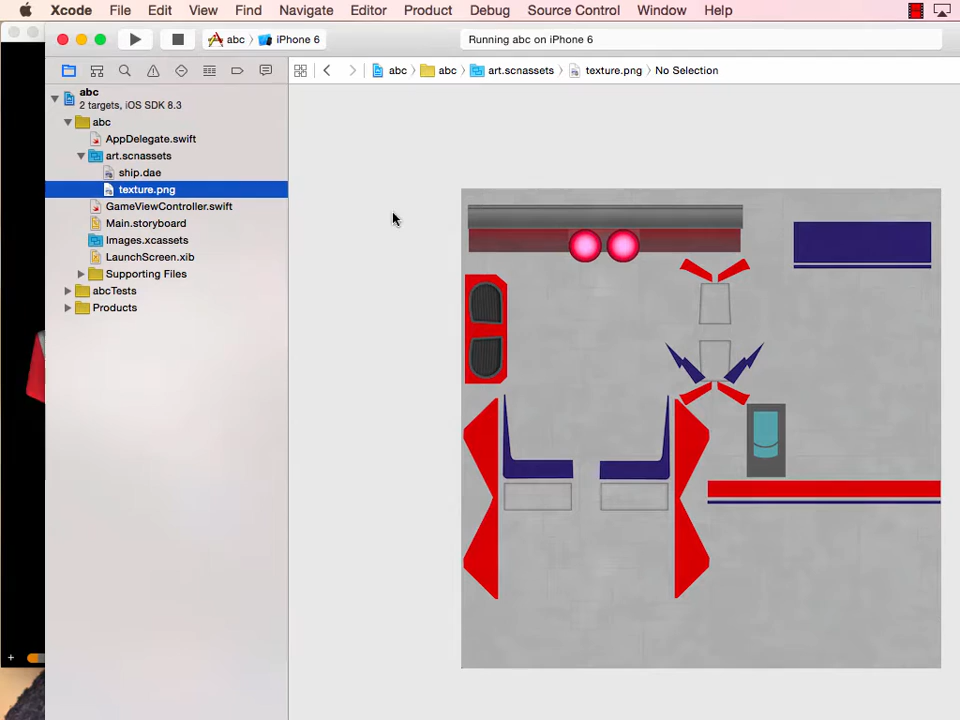 Xcode File Edit View Find Navigate Editor Product Debug Source Control Window Help
abc iPhone 6 Running abc on iPhone 6
abc abc art.scnassets texture.png No Selection
abc
2 targets, iOS SDK 8.3
abc
AppDelegate.swift
art.scnassets
ship.dae
texture.png
GameViewController.swift
Main.storyboard
Images.xcassets
LaunchScreen.xib
Supporting Files
abcTests
Products